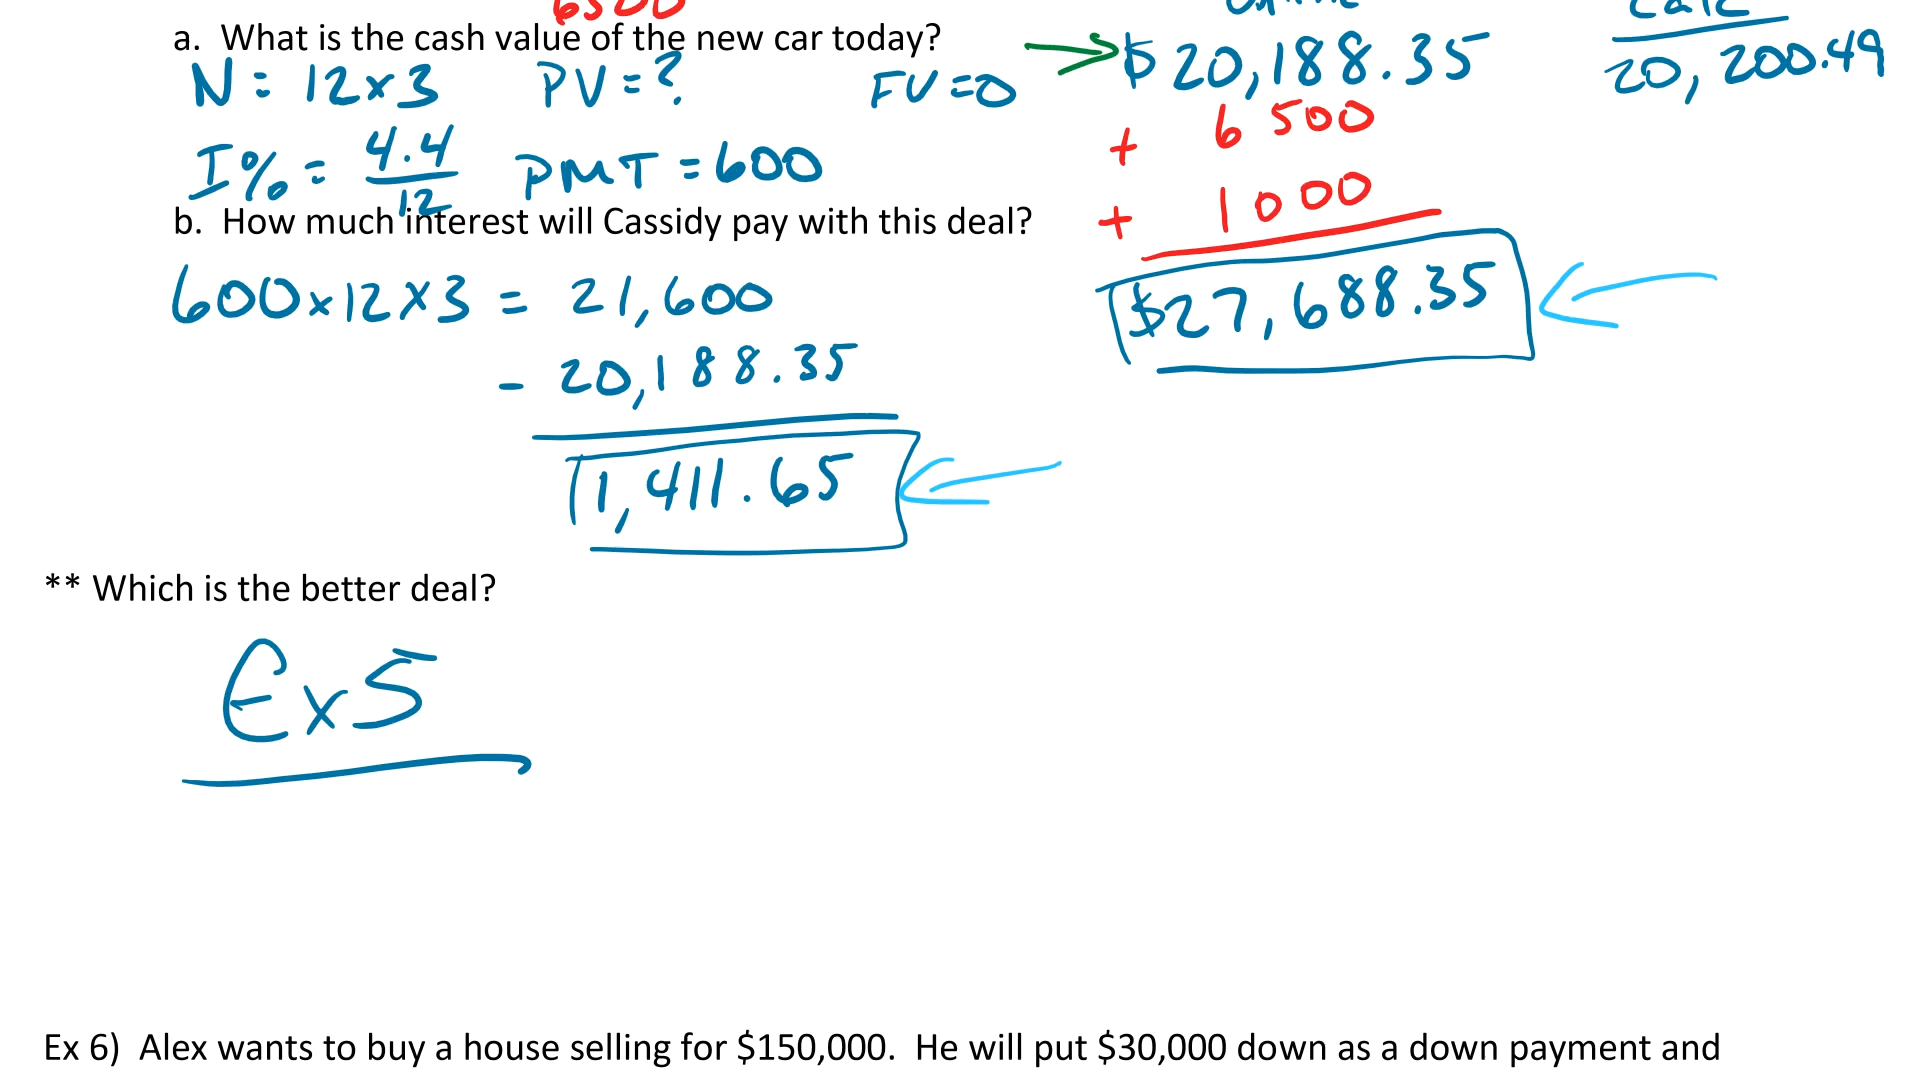 6500
a. What is the cash value of the new car today?
N = 12x3 PV = ? FV = 0
I% = 4.4/12 PMT = 600
Calc
→ $20,188.35 20,200.49
+ 6500
+ 1000
$27,688.35
b. How much interest will Cassidy pay with this deal?
600x12x3 = 21,600
- 20,188.35
1,411.65
** Which is the better deal?
Ex5
Ex 6) Alex wants to buy a house selling for $150,000. He will put $30,000 down as a down payment and